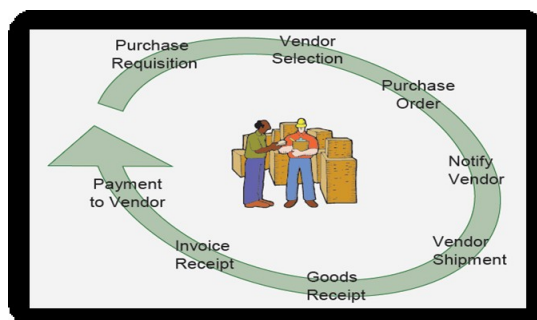 Purchase
Requisition
Vendor
Selection
Purchase
Order
Notify
Vendor
Vendor
Shipment
Goods
Receipt
Invoice
Receipt
Payment
to Vendor